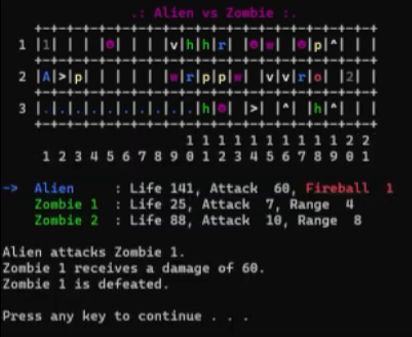 .: Alien vs Zombie :.
1 |1| | | |@| | | |v|h|h|r| |@|w| |@|p|^| | |
2 |A|>|p| | | | | |w|r|p|p|w| |v|v|r|o| |2| |
3 |.|.|.|.|.|.|.|.|.|.|h|@| |>| |^| |h|^| | |
1 1 1 1 1 1 1 1 1 1 2 2
1 2 3 4 5 6 7 8 9 0 1 2 3 4 5 6 7 8 9 0 1
-> Alien : Life 141, Attack 60, Fireball 1
Zombie 1 : Life 25, Attack 7, Range 4
Zombie 2 : Life 88, Attack 10, Range 8
Alien attacks Zombie 1.
Zombie 1 receives a damage of 60.
Zombie 1 is defeated.
Press any key to continue . . .